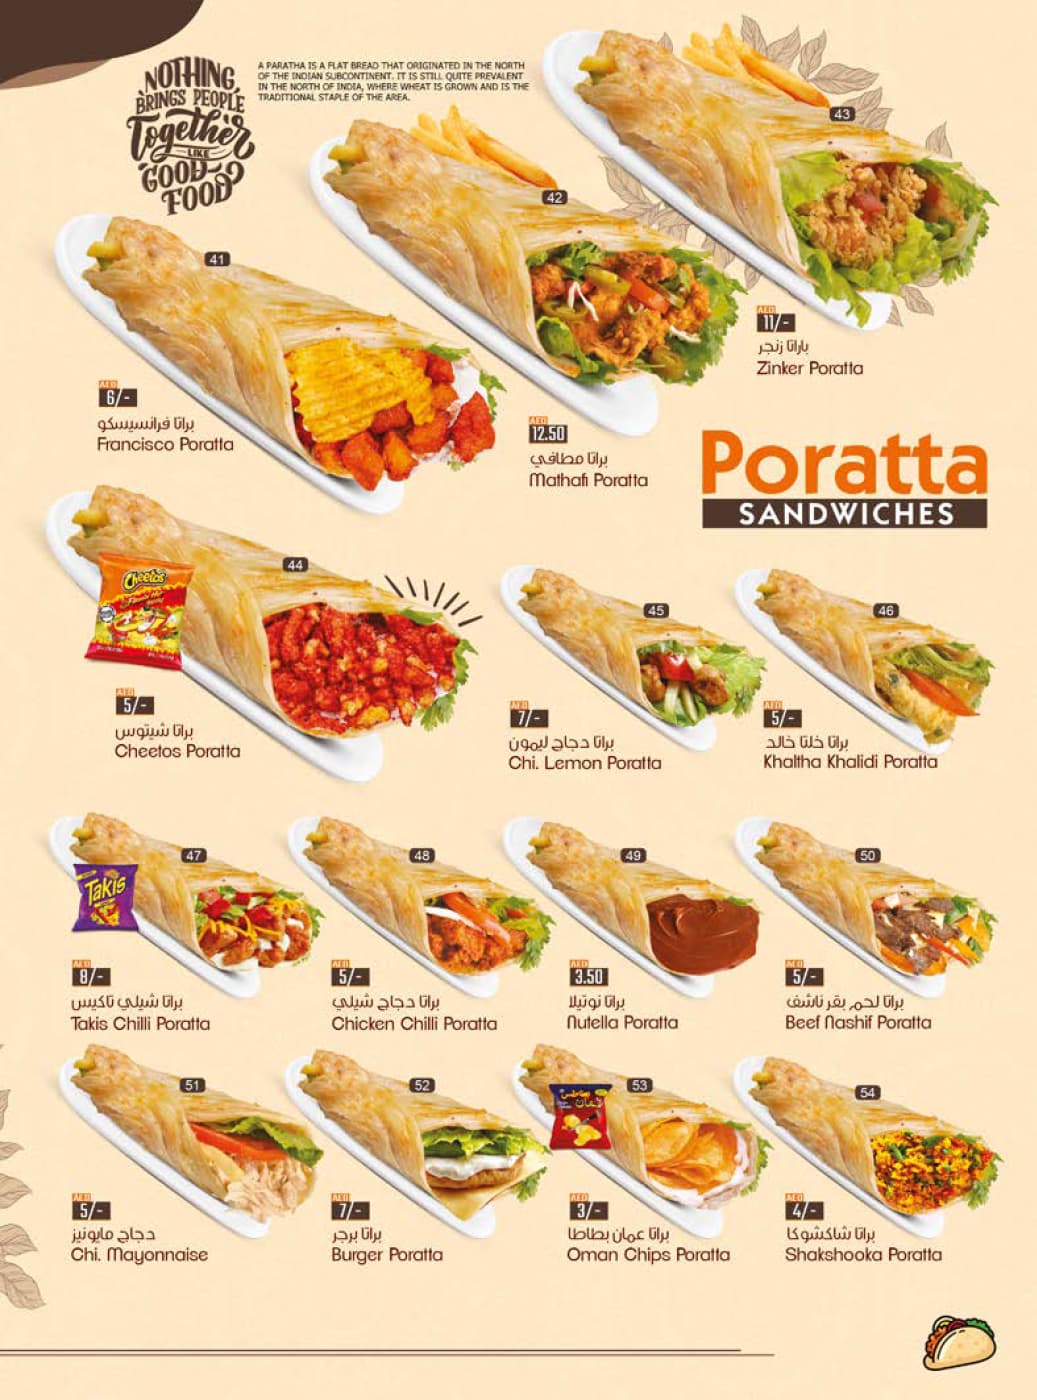 NOTHING
BRINGS PEOPLE
Together
LIKE
GOOD
FOOD
A PARATHA IS A FLAT BREAD THAT ORIGINATED IN THE NORTH
OF THE INDIAN SUBCONTINENT. IT IS STILL QUITE PREVALENT
IN THE NORTH OF INDIA, WHERE WHEAT IS GROWN AND IS THE
TRADITIONAL STAPLE OF THE AREA.
43
AED
11/-
باراتا زنجر
Zinker Poratta
42
AED
12.50
براتا مطافي
Mathafi Poratta
41
AED
6/-
براتا فرانسيسكو
Francisco Poratta
Poratta
SANDWICHES
44
Cheetos
AED
5/-
براتا شيتوس
Cheetos Poratta
45
AED
7/-
براتا دجاج ليمون
Chi. Lemon Poratta
46
AED
5/-
براتا خلتا خالد
Khaltha Khalidi Poratta
47
Takis
AED
8/-
براتا شيلي تاكيس
Takis Chilli Poratta
48
AED
5/-
براتا دجاج شيلي
Chicken Chilli Poratta
49
AED
3.50
براتا نوتيلا
Nutella Poratta
50
AED
5/-
براتا لحم بقر ناشف
Beef Nashif Poratta
51
AED
5/-
دجاج مايونيز
Chi. Mayonnaise
52
AED
7/-
براتا برجر
Burger Poratta
53
AED
3/-
براتا عمان بطاطا
Oman Chips Poratta
54
AED
4/-
براتا شاكشوكا
Shakshooka Poratta